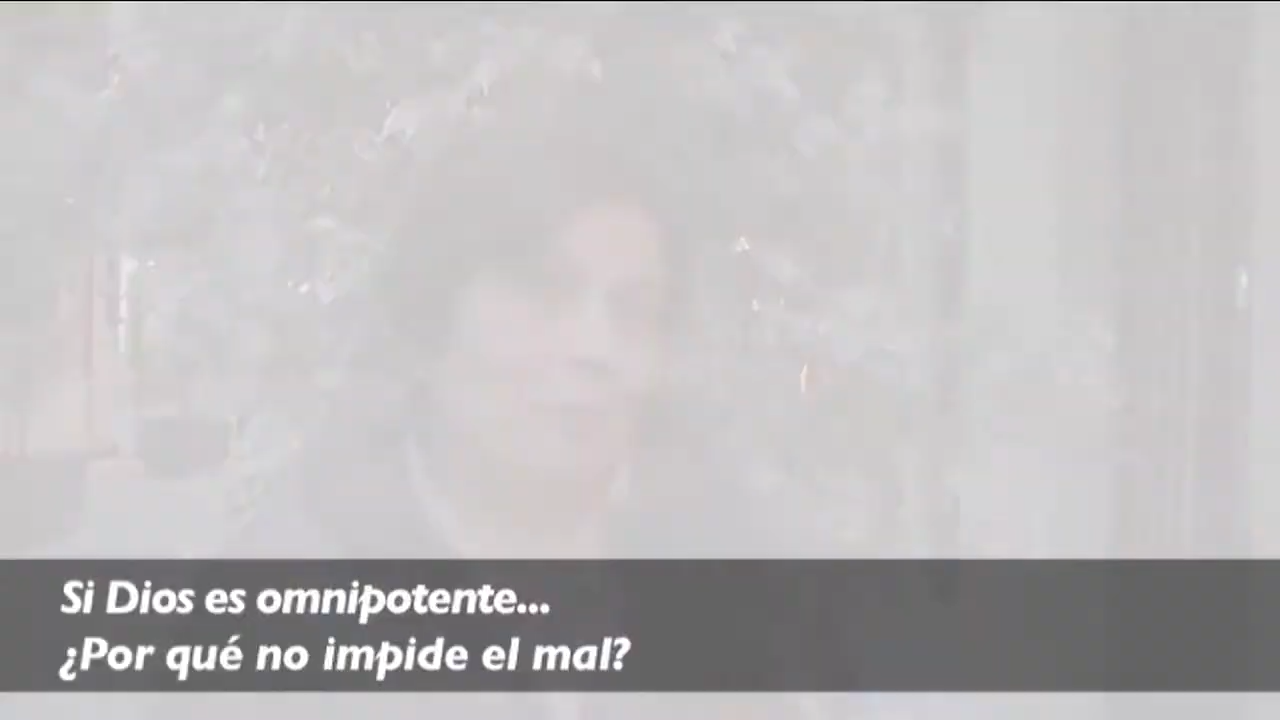 Si Dios es omnipotente...
¿Por qué no impide el mal?